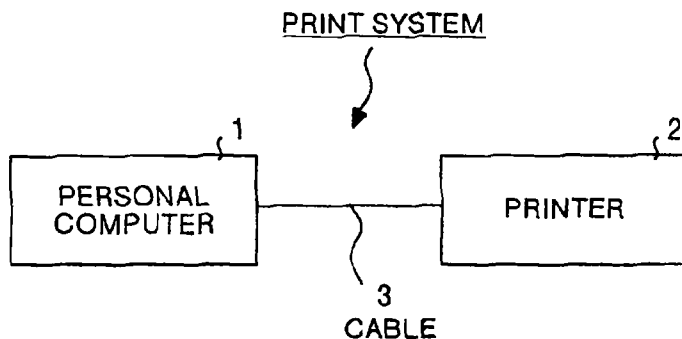 PRINT SYSTEM
1
PERSONAL
COMPUTER
2
PRINTER
3
CABLE